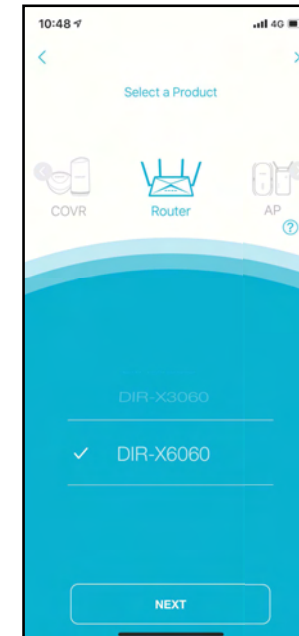 10:48
4G
Select a Product
COVR Router AP
?
DIR-X3060
DIR-X6060
NEXT